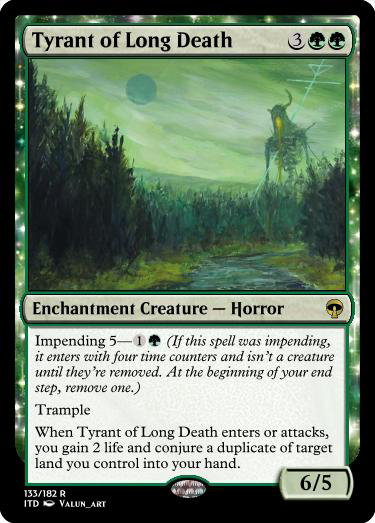 Tyrant of Long Death 3
Enchantment Creature — Horror
Impending 5—1 (If this spell was impending,
it enters with four time counters and isn't a creature
until they're removed. At the beginning of your end
step, remove one.)
Trample
When Tyrant of Long Death enters or attacks,
you gain 2 life and conjure a duplicate of target
land you control into your hand.
6/5
133/182 R
ITD Valun_art